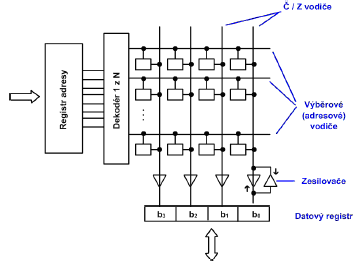 Č / Z vodiče
Registr adresy
Dekodér 1 z N
Výběrové
(adresové)
vodiče
Zesilovače
b3 b2 b1 b0
Datový registr